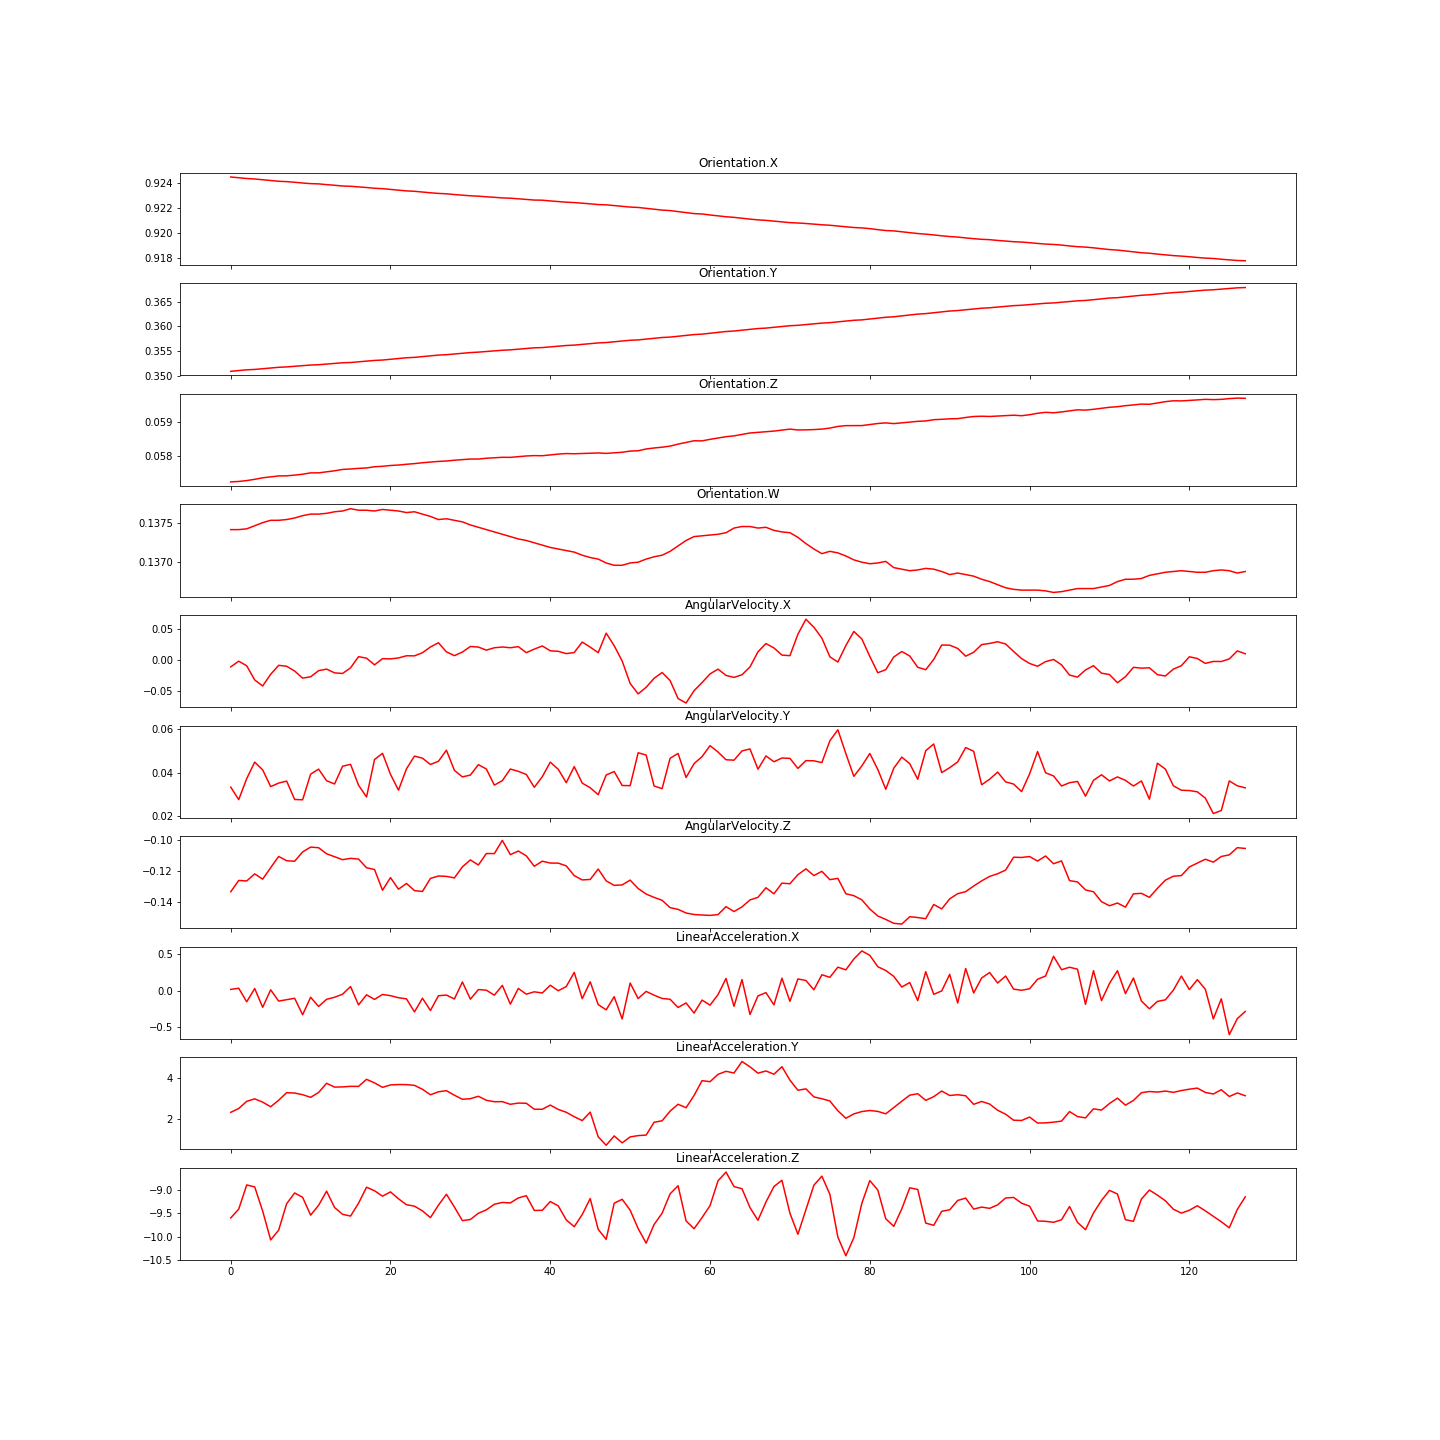 Orientation.X
0.924
0.922
0.920
0.918
Orientation.Y
0.365
0.360
0.355
0.350
Orientation.Z
0.059
0.058
Orientation.W
0.1375
0.1370
AngularVelocity.X
0.05
0.00
−0.05
AngularVelocity.Y
0.06
0.04
0.02
AngularVelocity.Z
−0.10
−0.12
−0.14
LinearAcceleration.X
0.5
0.0
−0.5
LinearAcceleration.Y
4
2
LinearAcceleration.Z
−9.0
−9.5
−10.0
−10.5
0 20 40 60 80 100 120